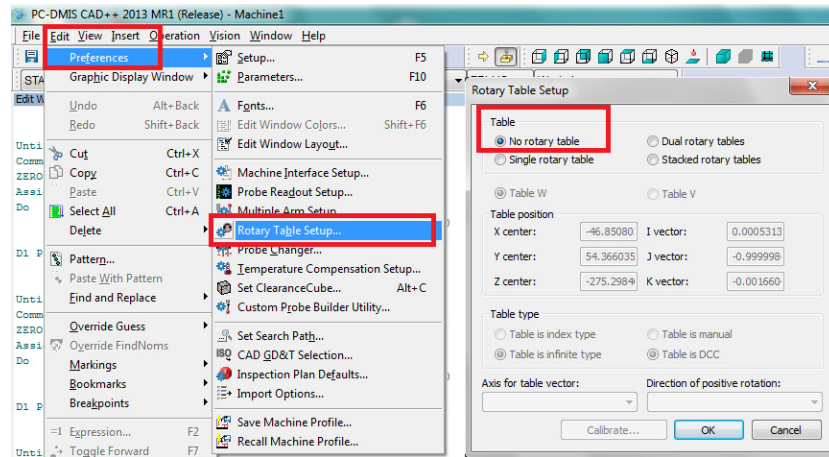 PC-DMIS CAD++ 2013 MR1 (Release) - Machine1
File Edit View Insert Operation Vision Window Help
Preferences
Graphic Display Window
Undo Alt+Back
Redo Shift+Back
Cut Ctrl+X
Copy Ctrl+C
Paste Ctrl+V
Select All Ctrl+A
Delete
Pattern...
Paste With Pattern
Find and Replace
Override Guess
Override FindNoms
Markings
Bookmarks
Breakpoints
Expression... F2
Toggle Forward F7
STA
Edit W
Unti
Comm
ZERO
Assi
Do
D1 P
Unti
Comm
ZERO
Assi
Do
D1 P
Unti
Setup... F5
Parameters... F10
Fonts... F6
Edit Window Colors... Shift+F6
Edit Window Layout...
Machine Interface Setup...
Probe Readout Setup...
Multiple Arm Setup...
Rotary Table Setup...
Probe Changer...
Temperature Compensation Setup...
Set ClearanceCube... Alt+C
Custom Probe Builder Utility...
Set Search Path...
ISO CAD GD&T Selection...
Inspection Plan Defaults...
Import Options...
Save Machine Profile...
Recall Machine Profile...
Rotary Table Setup
Table
No rotary table Dual rotary tables
Single rotary table Stacked rotary tables
Table W Table V
Table position
X center: -46.85080 I vector: 0.0005313
Y center: 54.366035 J vector: -0.999998
Z center: -275.2984 K vector: -0.001660
Table type
Table is index type Table is manual
Table is infinite type Table is DCC
Axis for table vector: Direction of positive rotation:
Calibrate... OK Cancel